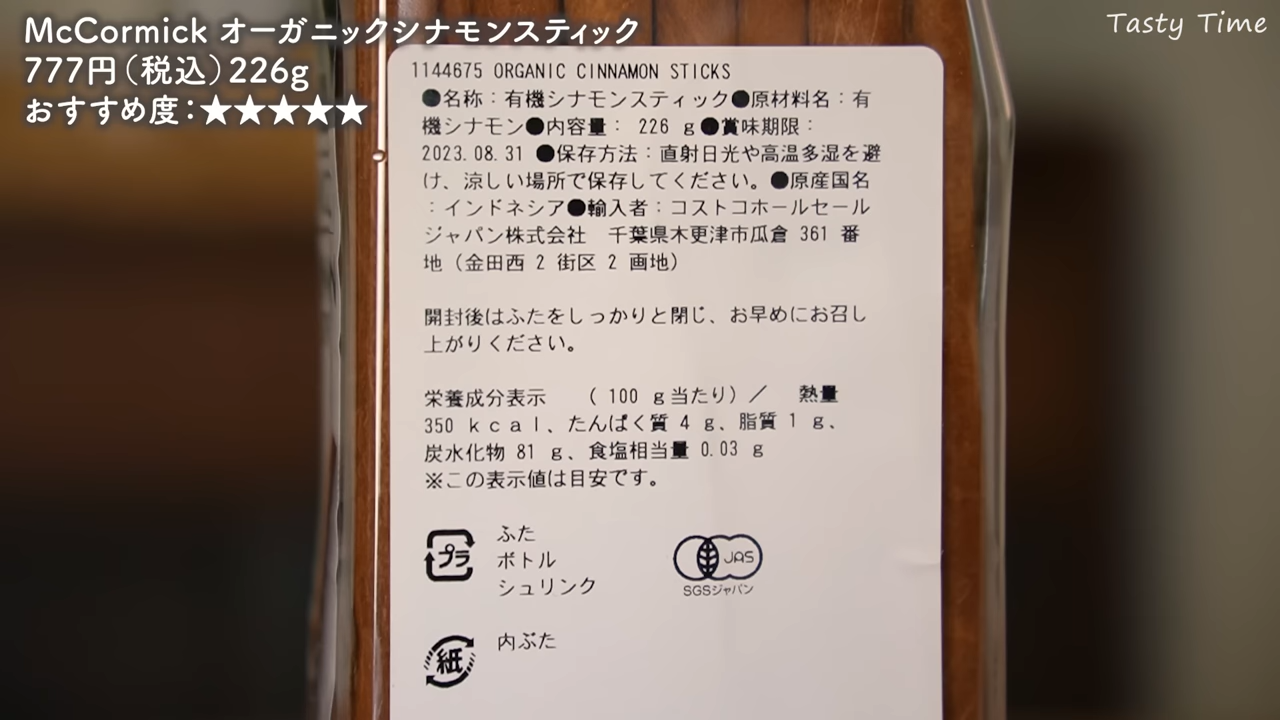 McCormick オーガニックシナモンスティック
777円（税込）226g
おすすめ度：★★★★★
Tasty Time
1144675 ORGANIC CINNAMON STICKS
●名称：有機シナモンスティック●原材料名：有
機シナモン●内容量： 226 ｇ●賞味期限：
2023.08.31 ●保存方法：直射日光や高温多湿を避
け、涼しい場所で保存してください。●原産国名
：インドネシア●輸入者：コストコホールセール
ジャパン株式会社　千葉県木更津市瓜倉 361 番
地（金田西 2 街区 2 画地）
開封後はふたをしっかりと閉じ、お早めにお召し
上がりください。
栄養成分表示　（ 100 ｇ当たり）／　熱量
350 ｋｃａｌ、たんぱく質 4 ｇ、脂質 1 ｇ、
炭水化物 81 ｇ、食塩相当量 0.03 ｇ
※この表示値は目安です。
プラ
ふた
ボトル
シュリンク
JAS
SGSジャパン
紙
内ぶた